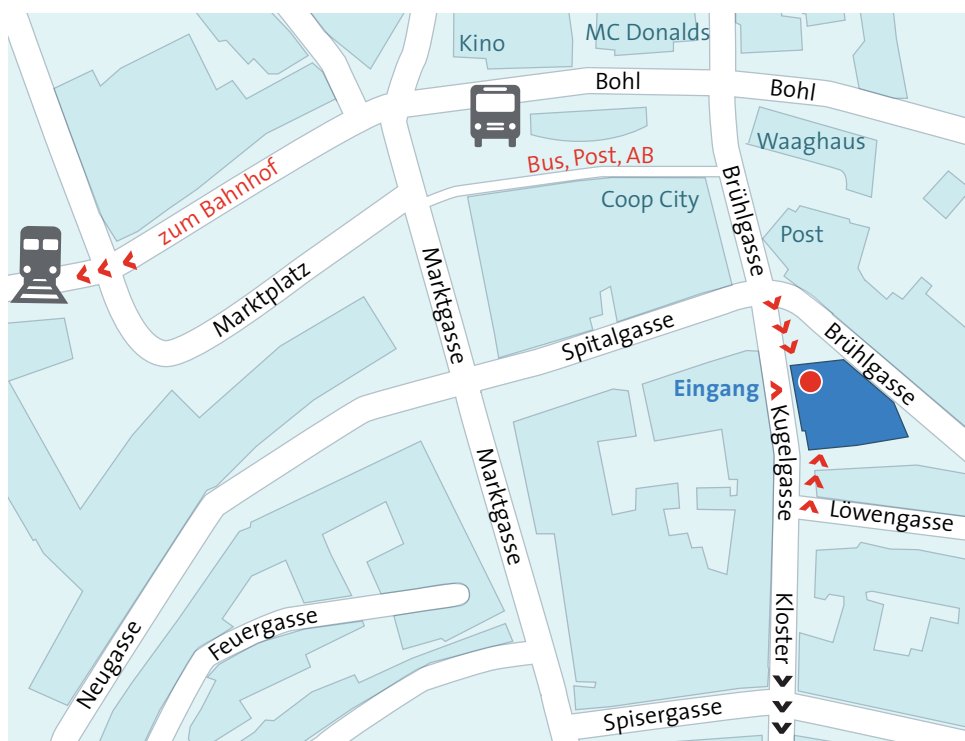 Kino
MC Donalds
Bohl
Bohl
Waaghaus
Bus, Post, AB
zum Bahnhof
Coop City
Brühlgasse
Post
Marktplatz
Marktgasse
Spitalgasse
Brühlgasse
Eingang
Kugelgasse
Marktgasse
Löwengasse
Feuergasse
Neugasse
Kloster
Spisergasse